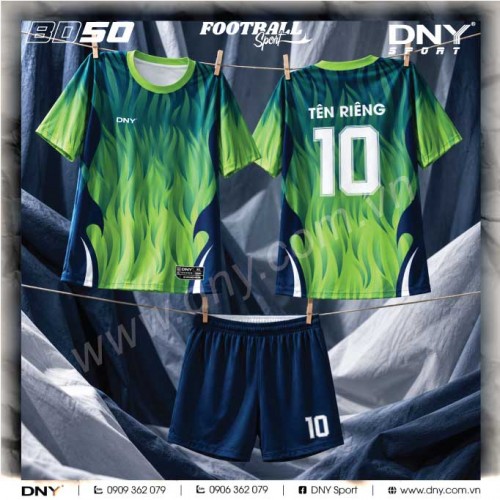 BD50
FOOTBALL
Sport
DNY
SPORT
DNY
TÊN RIÊNG
10
DNY
XL
10
www.dny.com.vn
DNY
0909 362 079 | 0906 362 079 | DNY Sport | www.dny.com.vn